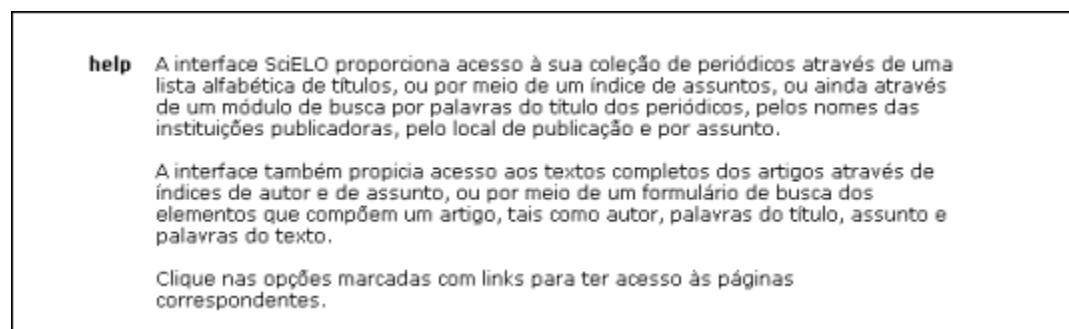 help A interface SciELO proporciona acesso à sua coleção de periódicos através de uma
lista alfabética de títulos, ou por meio de um índice de assuntos, ou ainda através
de um módulo de busca por palavras do título dos periódicos, pelos nomes das
instituições publicadoras, pelo local de publicação e por assunto.
A interface também propicia acesso aos textos completos dos artigos através de
índices de autor e de assunto, ou por meio de um formulário de busca dos
elementos que compõem um artigo, tais como autor, palavras do título, assunto e
palavras do texto.
Clique nas opções marcadas com links para ter acesso às páginas
correspondentes.